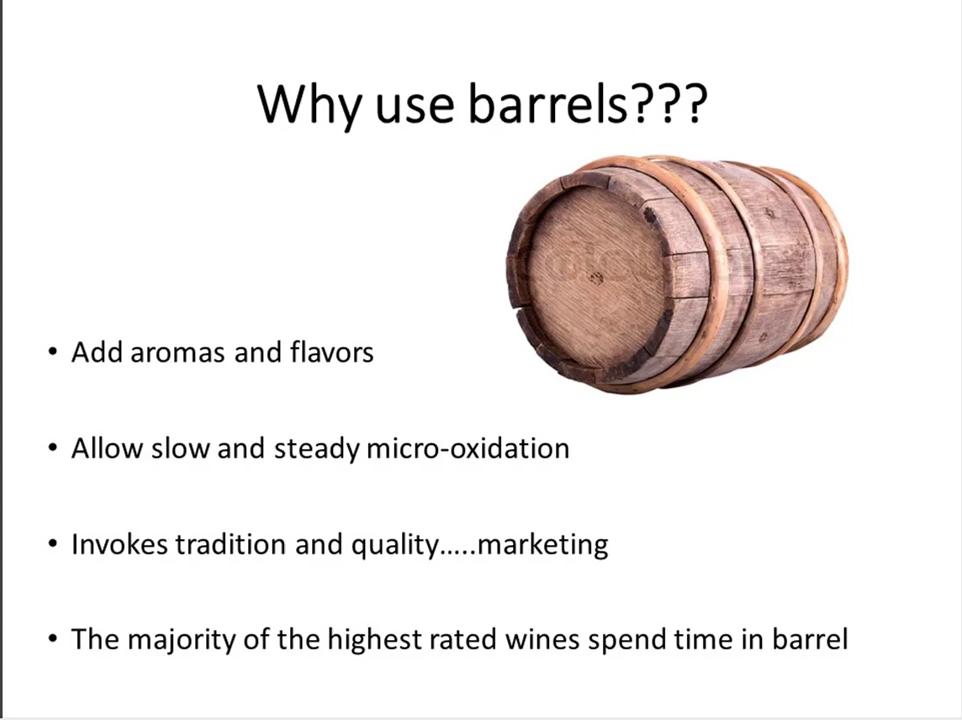 Why use barrels???
• Add aromas and flavors
• Allow slow and steady micro-oxidation
• Invokes tradition and quality…..marketing
• The majority of the highest rated wines spend time in barrel